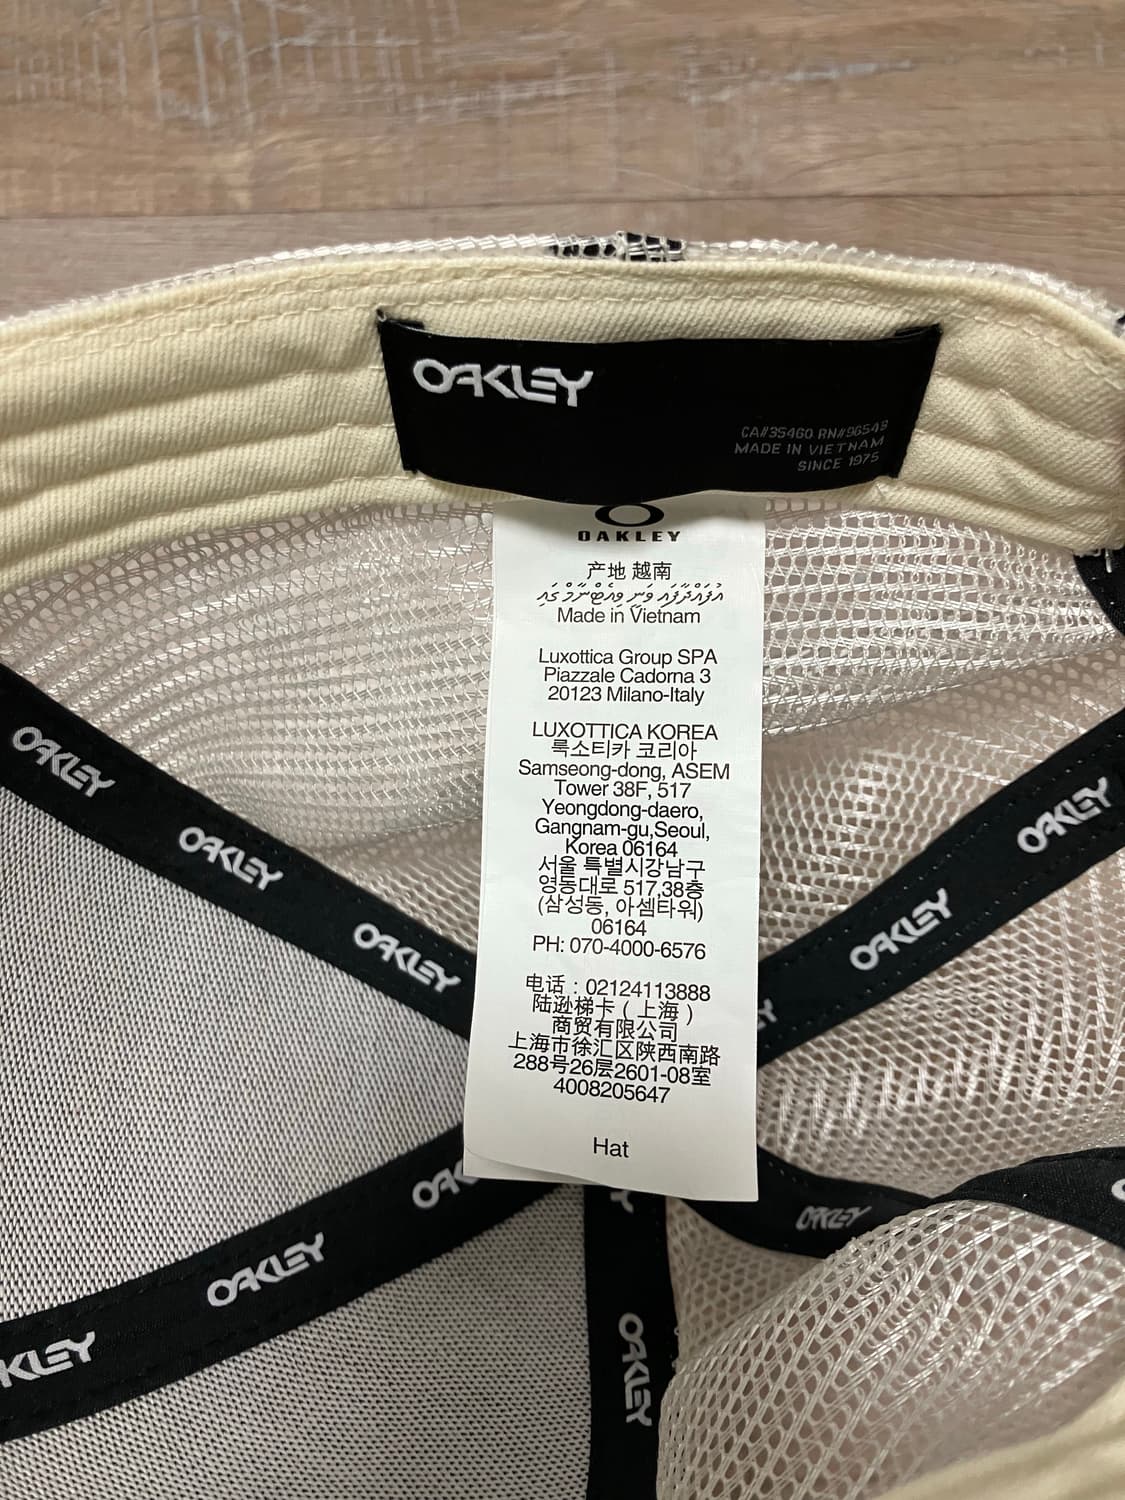 OAKLEY
CA#35460 RN#96549
MADE IN VIETNAM
SINCE 1975
OAKLEY
产地 越南
އުފައްދާފައި ވަނީ ވިއެޓްނާމްގައި
Made in Vietnam
Luxottica Group SPA
Piazzale Cadorna 3
20123 Milano-Italy
LUXOTTICA KOREA
룩소티카 코리아
Samseong-dong, ASEM
Tower 38F, 517
Yeongdong-daero,
Gangnam-gu,Seoul,
Korea 06164
서울 특별시강남구
영동대로 517,38층
(삼성동, 아셈타워)
06164
PH: 070-4000-6576
电话：02124113888
陆逊梯卡（上海）
商贸有限公司
上海市徐汇区陕西南路
288号26层2601-08室
4008205647
Hat
OAKLEY
OAKLEY
OAKLEY
OAKLEY
OAKLEY
OAKLEY
KLEY
OAKLEY
OAKLEY